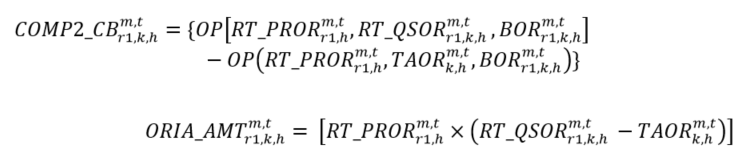 COMP2_CB^{m,t}_{r1,k,h} = {OP[RT_PROR^{m,t}_{r1,h}, RT_QSOR^{m,t}_{r1,k,h}, BOR^{m,t}_{r1,k,h}]
− OP(RT_PROR^{m,t}_{r1,h}, TAOR^{m,t}_{k,h}, BOR^{m,t}_{r1,k,h})}
ORIA_AMT^{m,t}_{r1,k,h} = [RT_PROR^{m,t}_{r1,h} × (RT_QSOR^{m,t}_{r1,k,h} − TAOR^{m,t}_{k,h})]